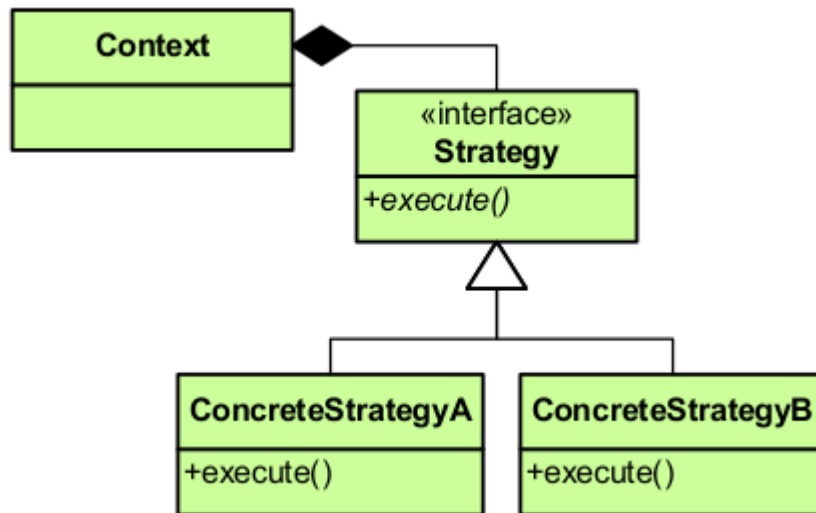 Context
«interface»
Strategy
+execute()
ConcreteStrategyA
+execute()
ConcreteStrategyB
+execute()